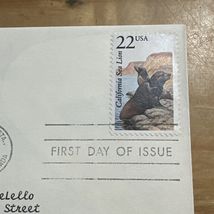 22 USA
California Sea Lion
FIRST DAY OF ISSUE
Street